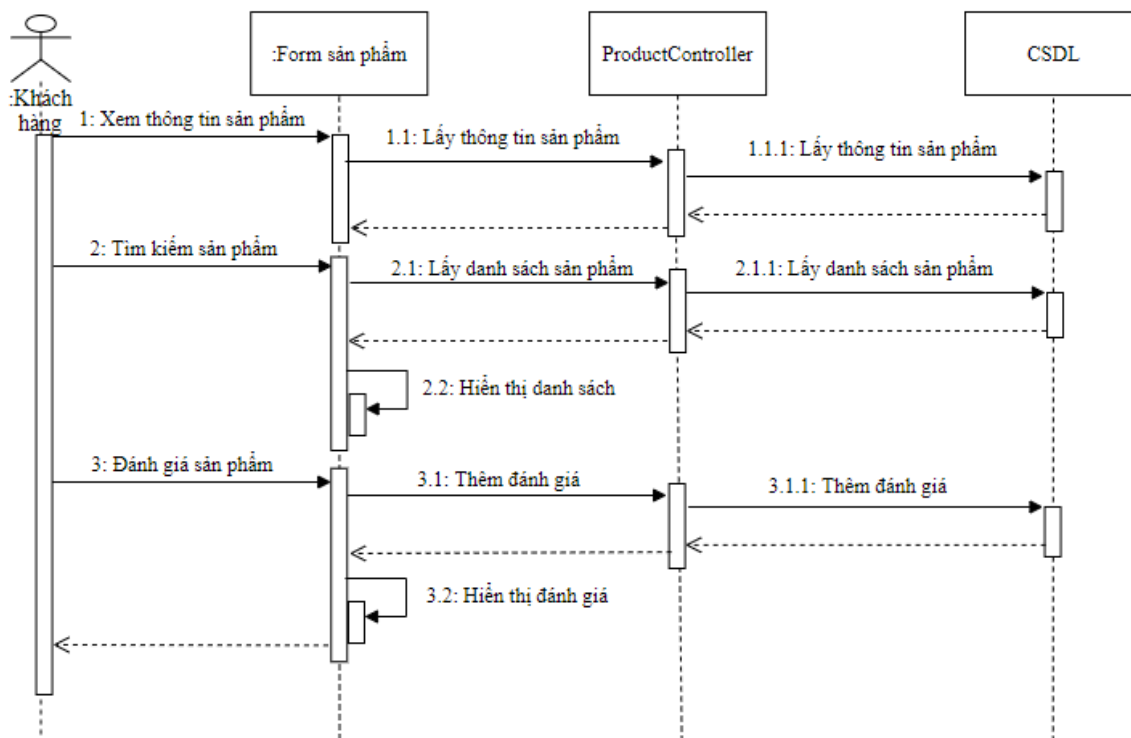 :Form sản phẩm
ProductController
CSDL
:Khách
hàng
1: Xem thông tin sản phẩm
1.1: Lấy thông tin sản phẩm
1.1.1: Lấy thông tin sản phẩm
2: Tìm kiếm sản phẩm
2.1: Lấy danh sách sản phẩm
2.1.1: Lấy danh sách sản phẩm
2.2: Hiển thị danh sách
3: Đánh giá sản phẩm
3.1: Thêm đánh giá
3.1.1: Thêm đánh giá
3.2: Hiển thị đánh giá